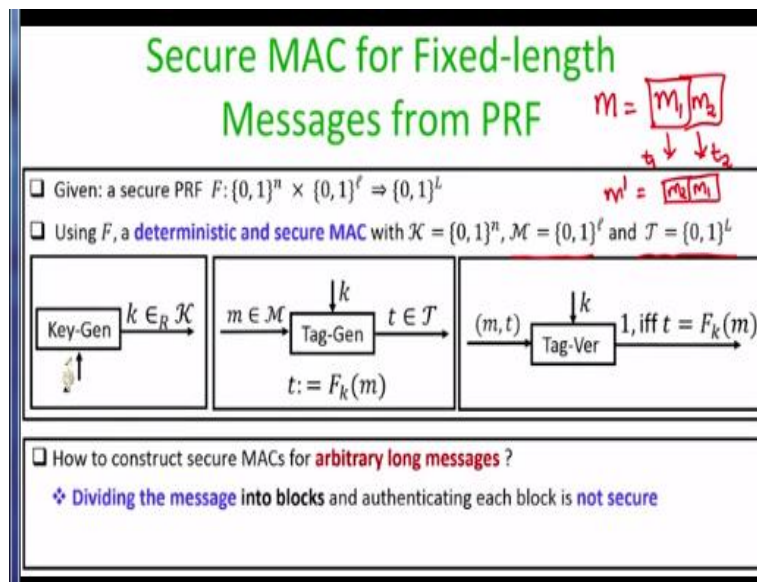 Secure MAC for Fixed-length
Messages from PRF
m = m₁ m₂
t₁ t₂
m' = m₂ m₁
❑ Given: a secure PRF F: {0, 1}ⁿ × {0, 1}ℓ ⇒ {0, 1}ᴸ
❑ Using F, a deterministic and secure MAC with 𝒦 = {0, 1}ⁿ, ℳ = {0, 1}ℓ and 𝒯 = {0, 1}ᴸ
Key-Gen
k ∈R 𝒦
m ∈ ℳ
k
Tag-Gen
t ∈ 𝒯
t := Fₖ(m)
(m, t)
k
Tag-Ver
1, iff t = Fₖ(m)
❑ How to construct secure MACs for arbitrary long messages ?
❖ Dividing the message into blocks and authenticating each block is not secure